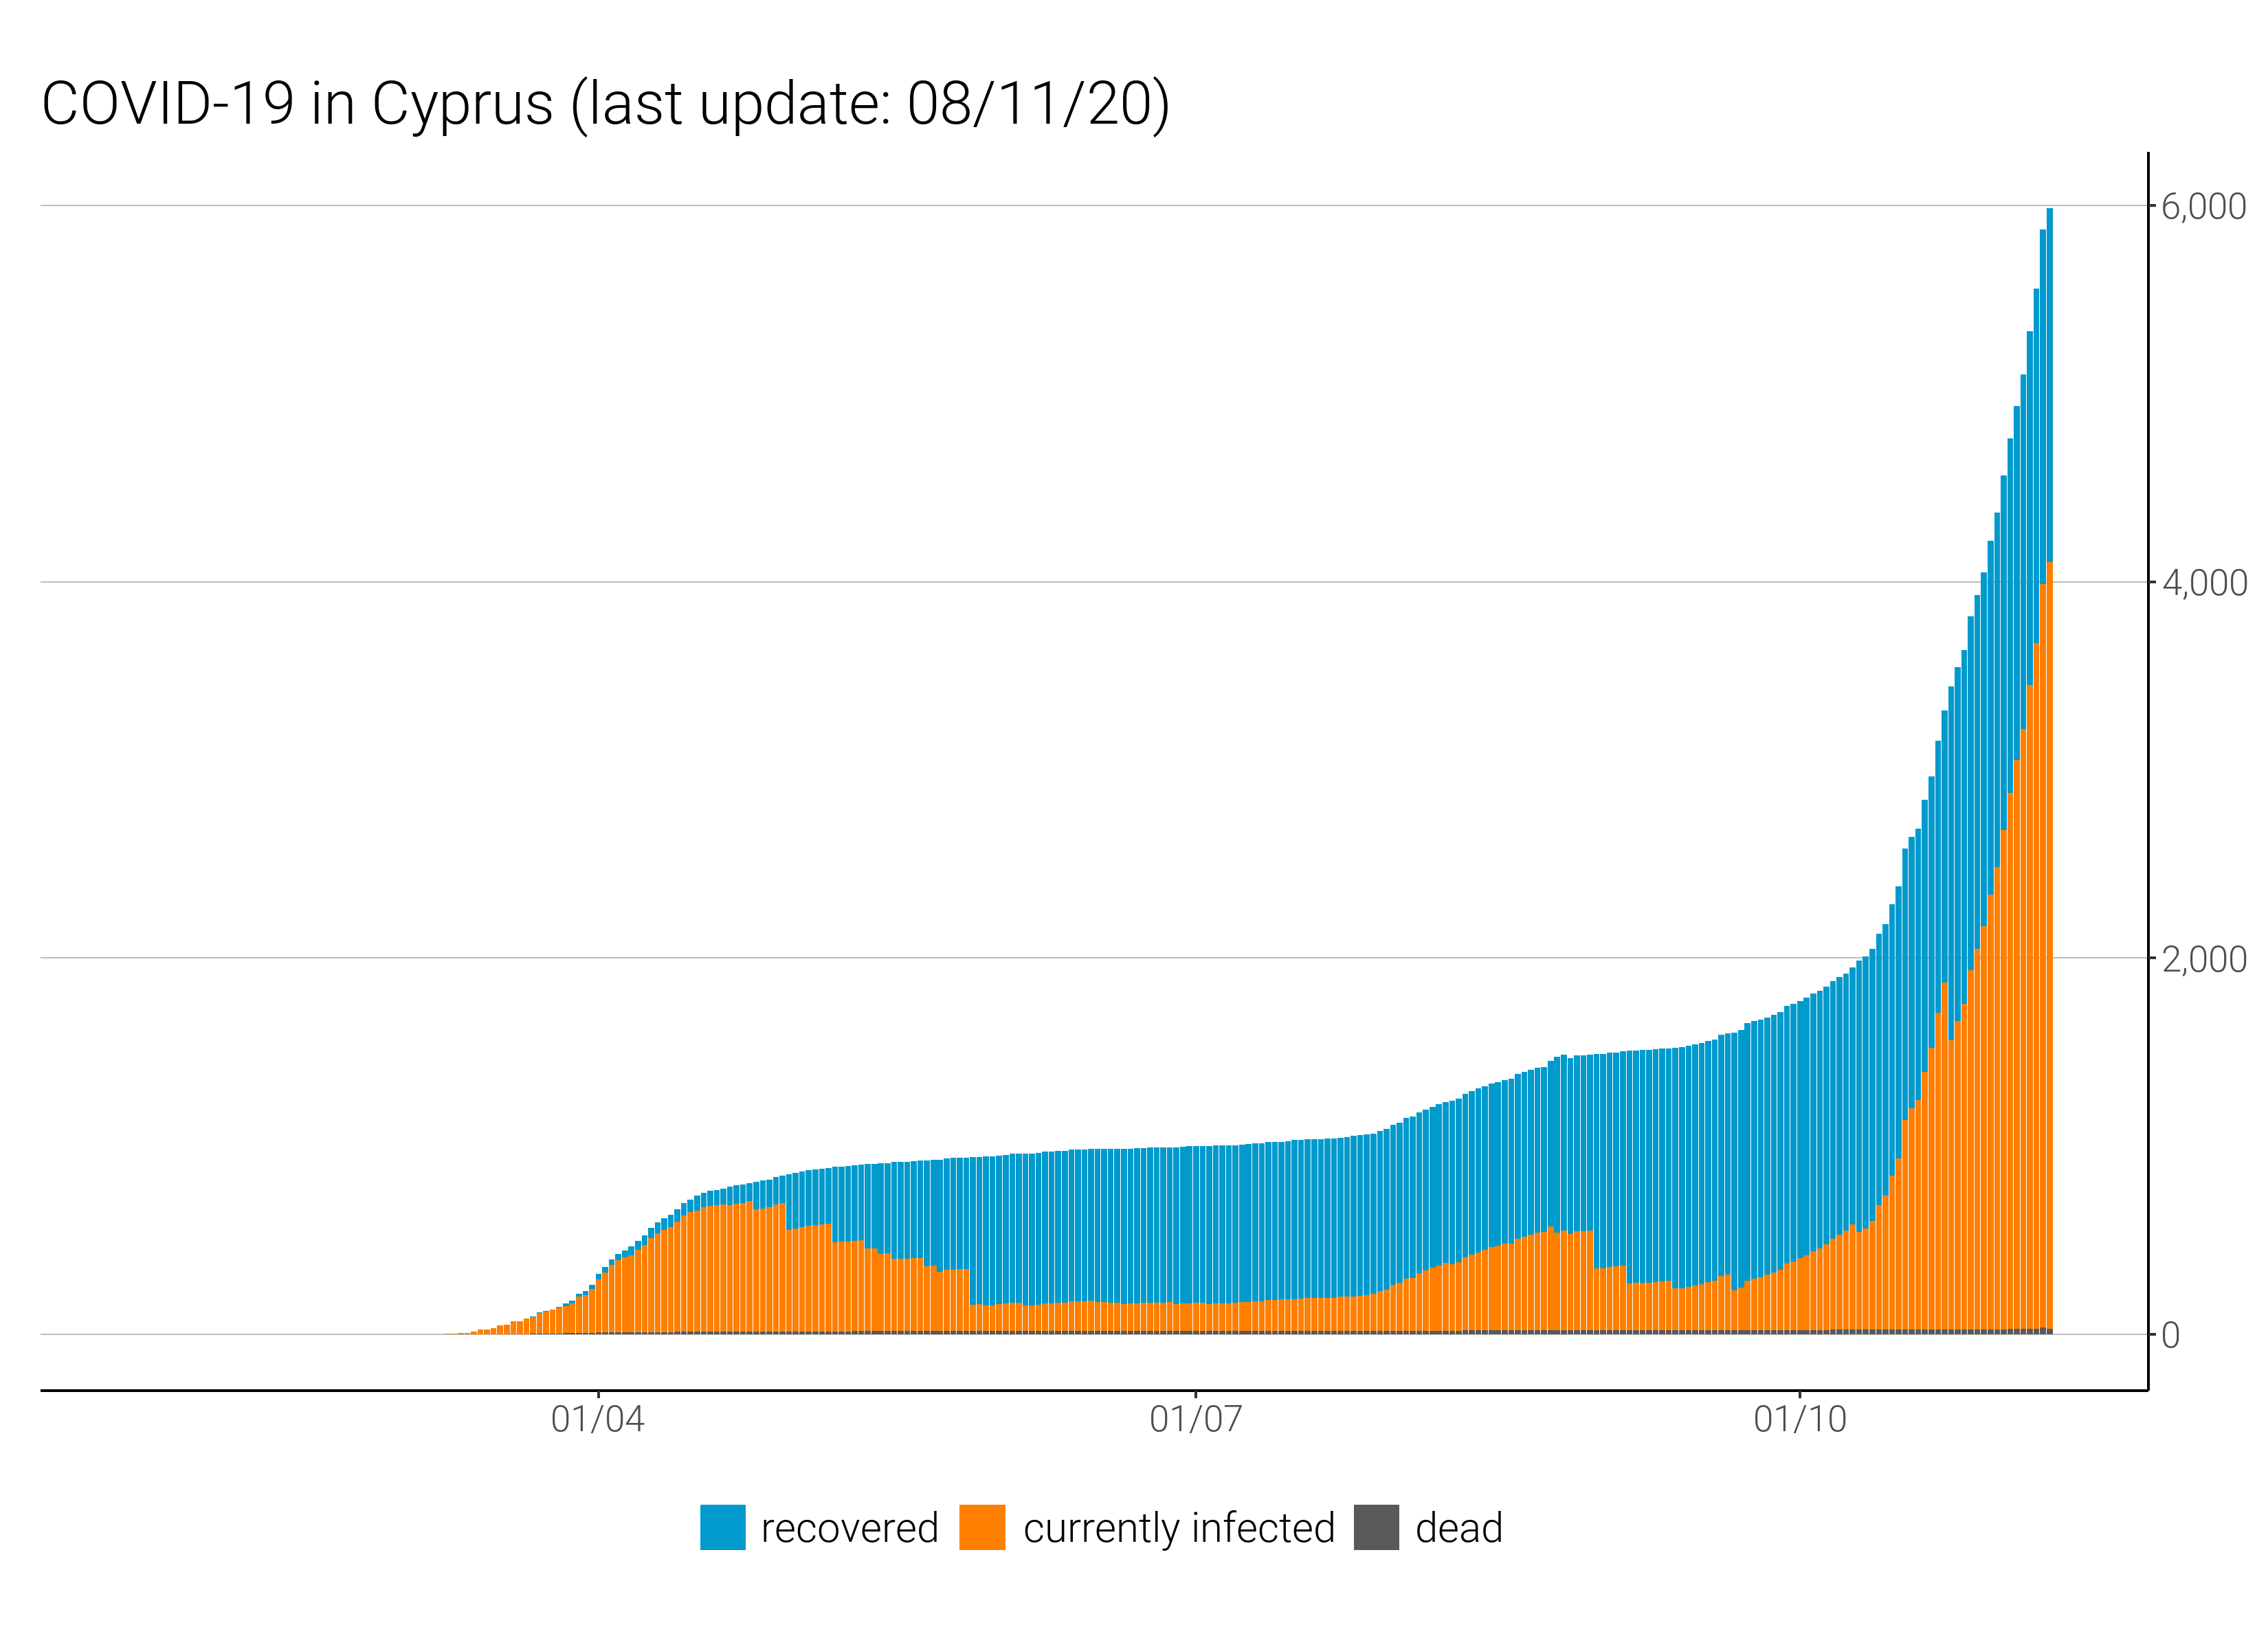 COVID-19 in Cyprus (last update: 08/11/20)
6,000
4,000
2,000
0
01/04 01/07 01/10
recovered currently infected dead